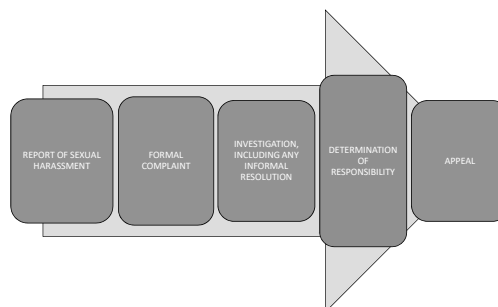 REPORT OF SEXUAL
HARASSMENT
FORMAL
COMPLAINT
INVESTIGATION,
INCLUDING ANY
INFORMAL
RESOLUTION
DETERMINATION
OF
RESPONSIBILITY
APPEAL